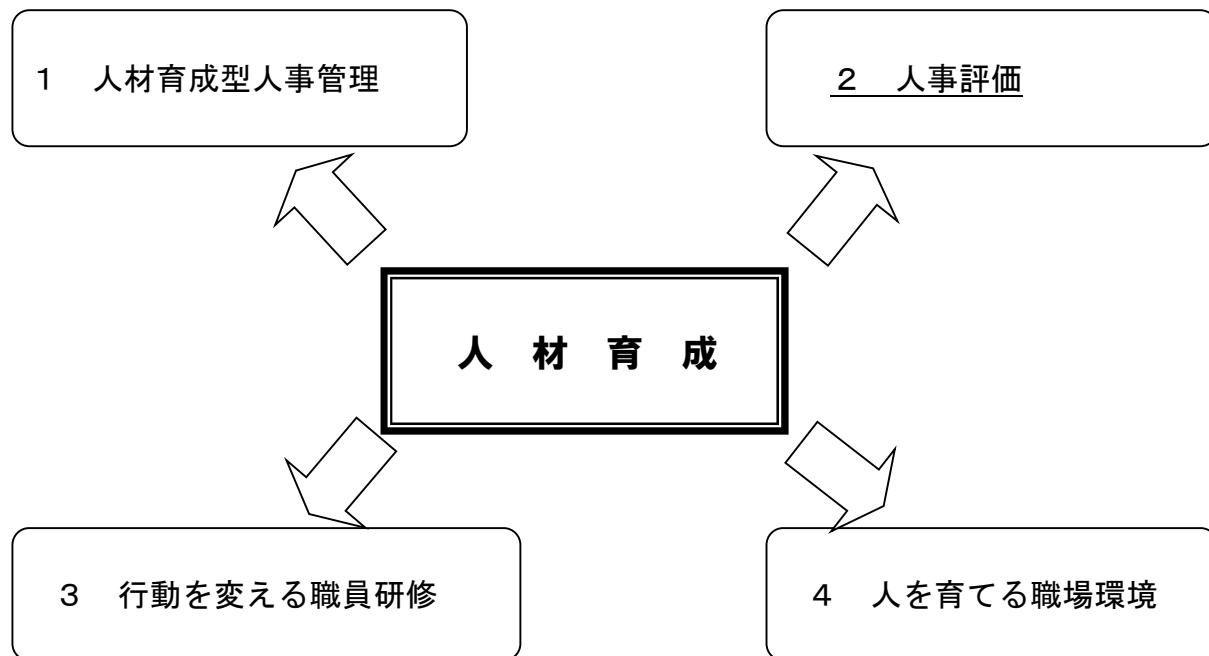 １　人材育成型人事管理
２　人事評価
人　材　育　成
３　行動を変える職員研修
４　人を育てる職場環境